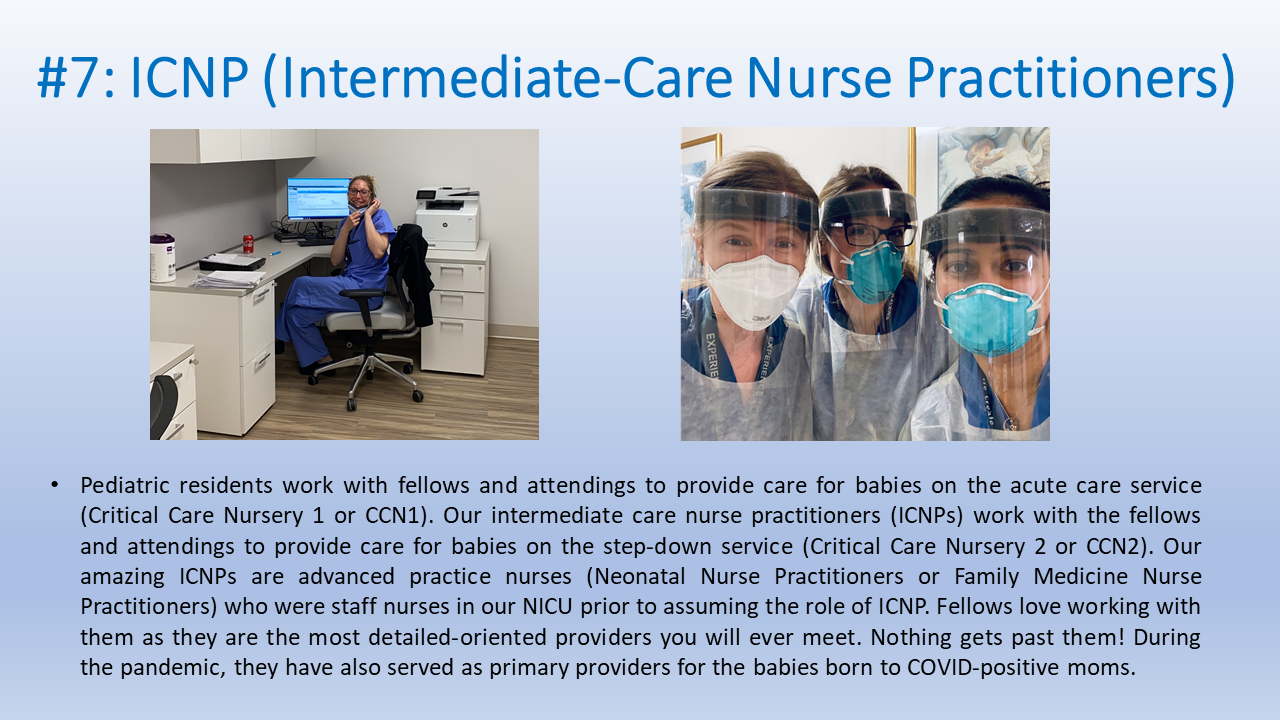 #7: ICNP (Intermediate-Care Nurse Practitioners)
EXPERIE
EXPERIE
• Pediatric residents work with fellows and attendings to provide care for babies on the acute care service
(Critical Care Nursery 1 or CCN1). Our intermediate care nurse practitioners (ICNPs) work with the fellows
and attendings to provide care for babies on the step-down service (Critical Care Nursery 2 or CCN2). Our
amazing ICNPs are advanced practice nurses (Neonatal Nurse Practitioners or Family Medicine Nurse
Practitioners) who were staff nurses in our NICU prior to assuming the role of ICNP. Fellows love working with
them as they are the most detailed-oriented providers you will ever meet. Nothing gets past them! During
the pandemic, they have also served as primary providers for the babies born to COVID-positive moms.